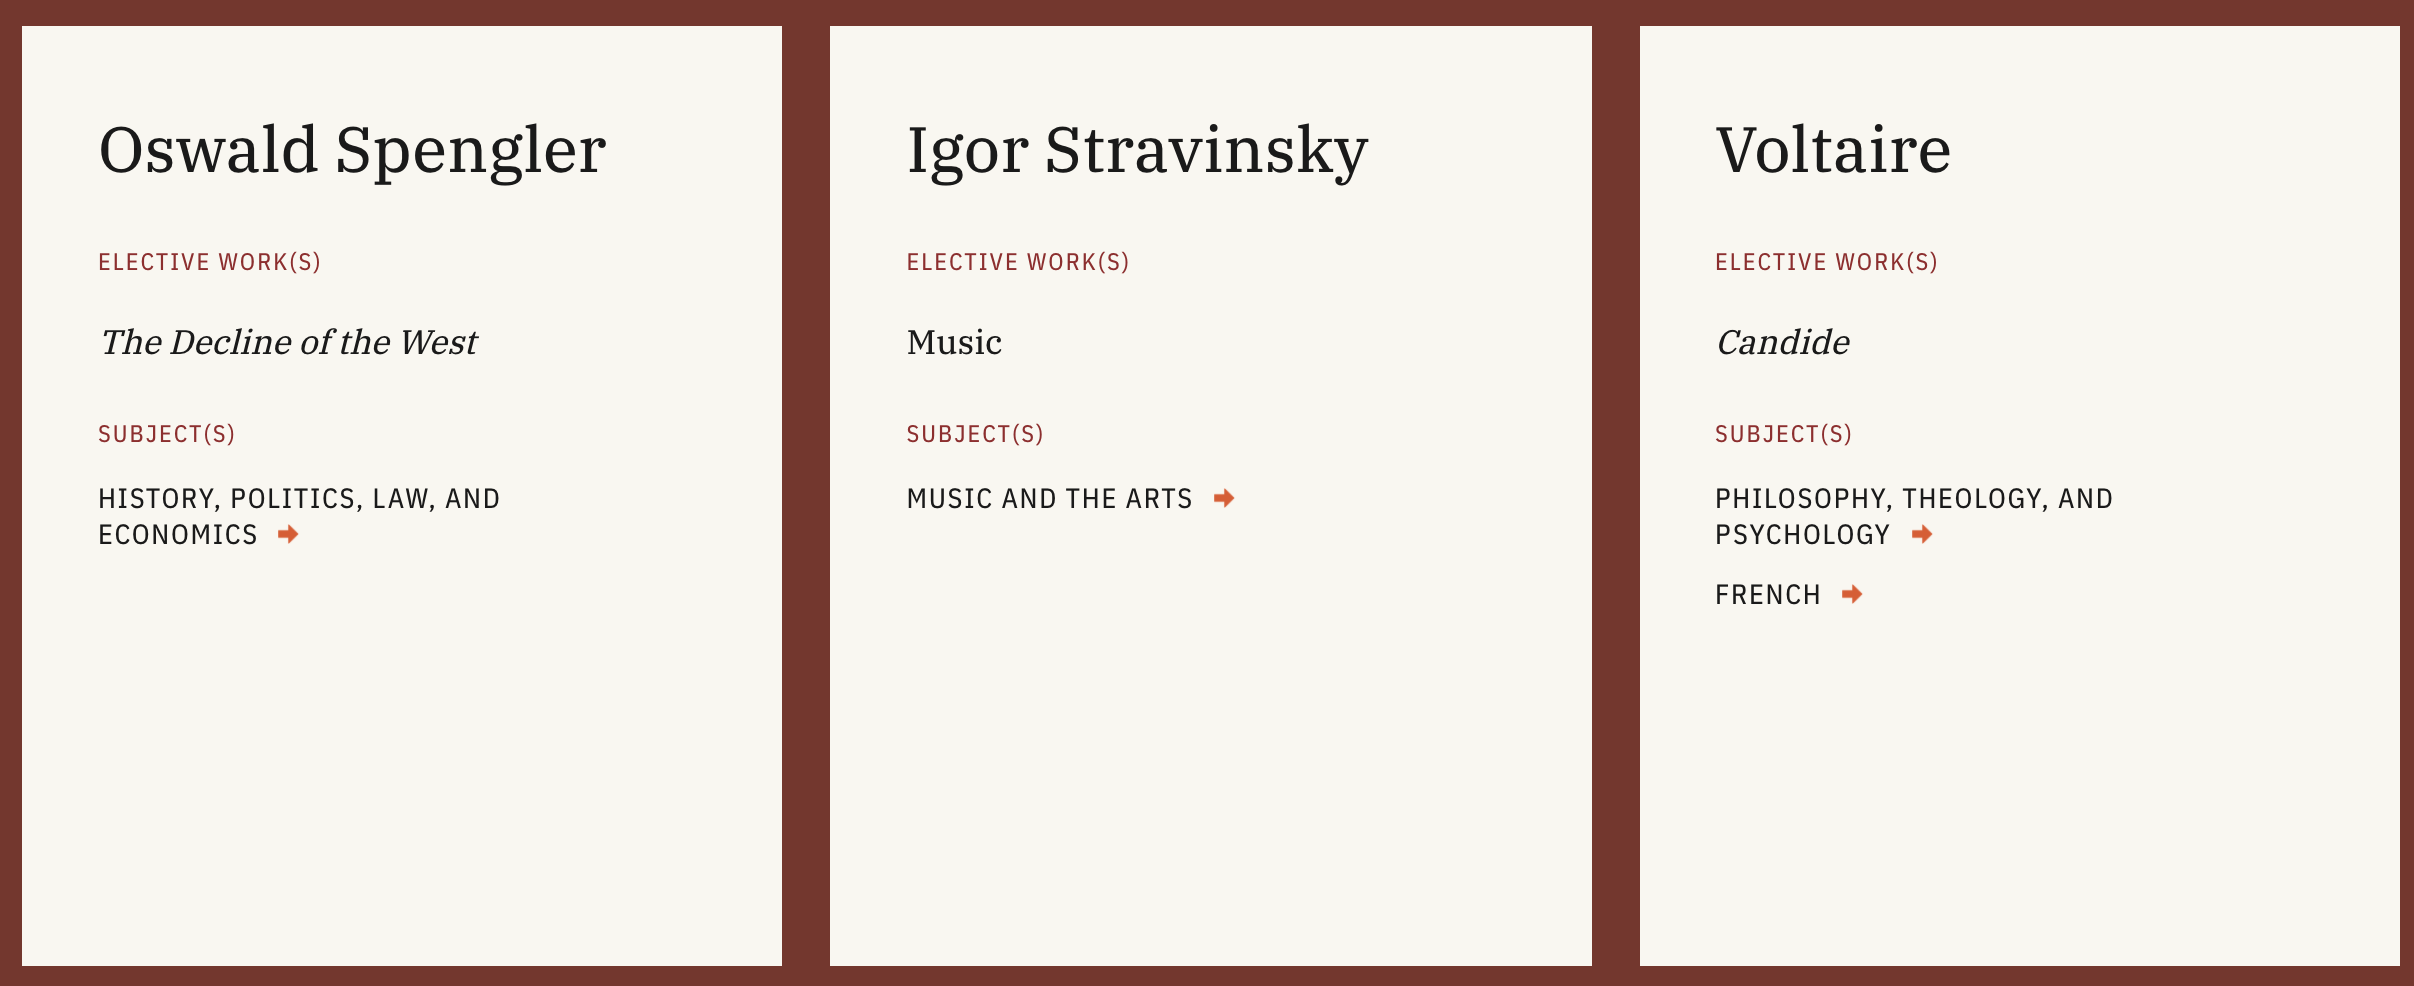 Oswald Spengler
ELECTIVE WORK(S)
The Decline of the West
SUBJECT(S)
HISTORY, POLITICS, LAW, AND
ECONOMICS
Igor Stravinsky
ELECTIVE WORK(S)
Music
SUBJECT(S)
MUSIC AND THE ARTS
Voltaire
ELECTIVE WORK(S)
Candide
SUBJECT(S)
PHILOSOPHY, THEOLOGY, AND
PSYCHOLOGY
FRENCH